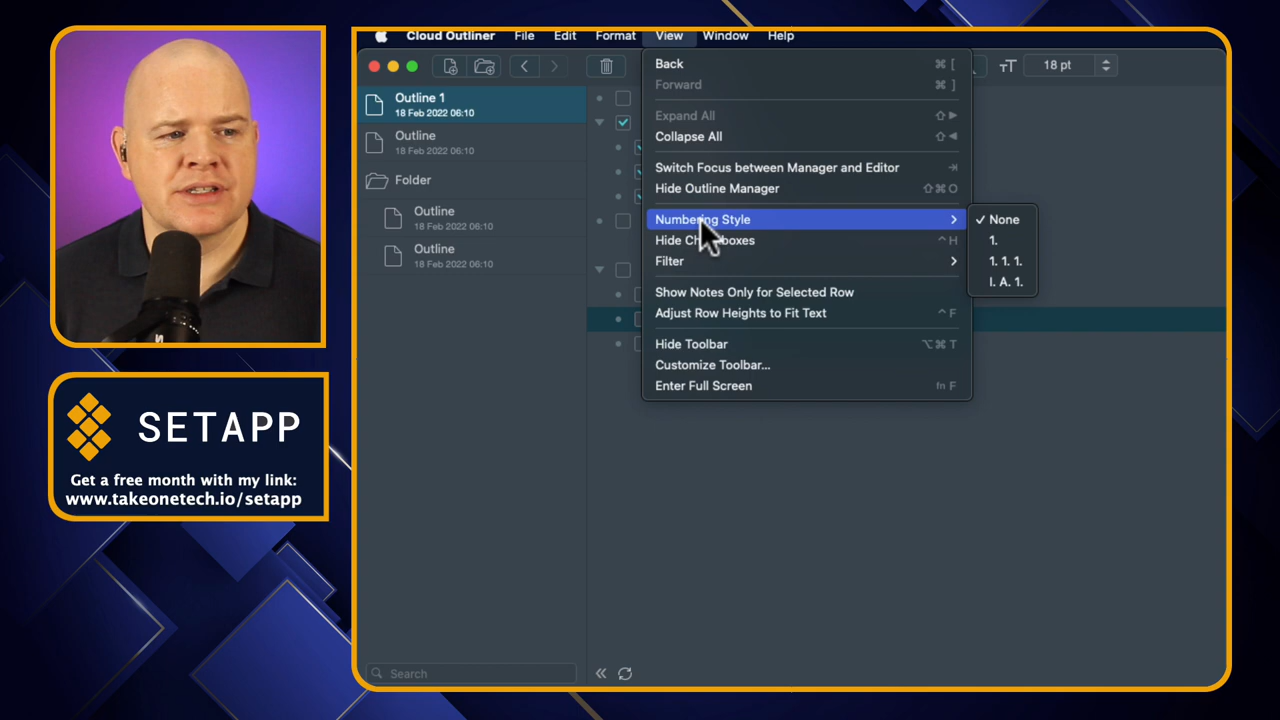 Cloud Outliner File Edit Format View Window Help
18 pt
Outline 1
18 Feb 2022 06:10
Outline
18 Feb 2022 06:10
Folder
Outline
18 Feb 2022 06:10
Outline
18 Feb 2022 06:10
Search
Back ⌘ [
Forward ⌘ ]
Expand All ⇧ ▶
Collapse All ⇧ ◀
Switch Focus between Manager and Editor ⇥
Hide Outline Manager ⇧ ⌘ O
Numbering Style
Hide boxes ^ H
Filter
Show Notes Only for Selected Row
Adjust Row Heights to Fit Text ^ F
Hide Toolbar ⌥ ⌘ T
Customize Toolbar...
Enter Full Screen fn F
✓ None
1.
1. 1. 1.
I. A. 1.
SETAPP
Get a free month with my link:
www.takeonetech.io/setapp